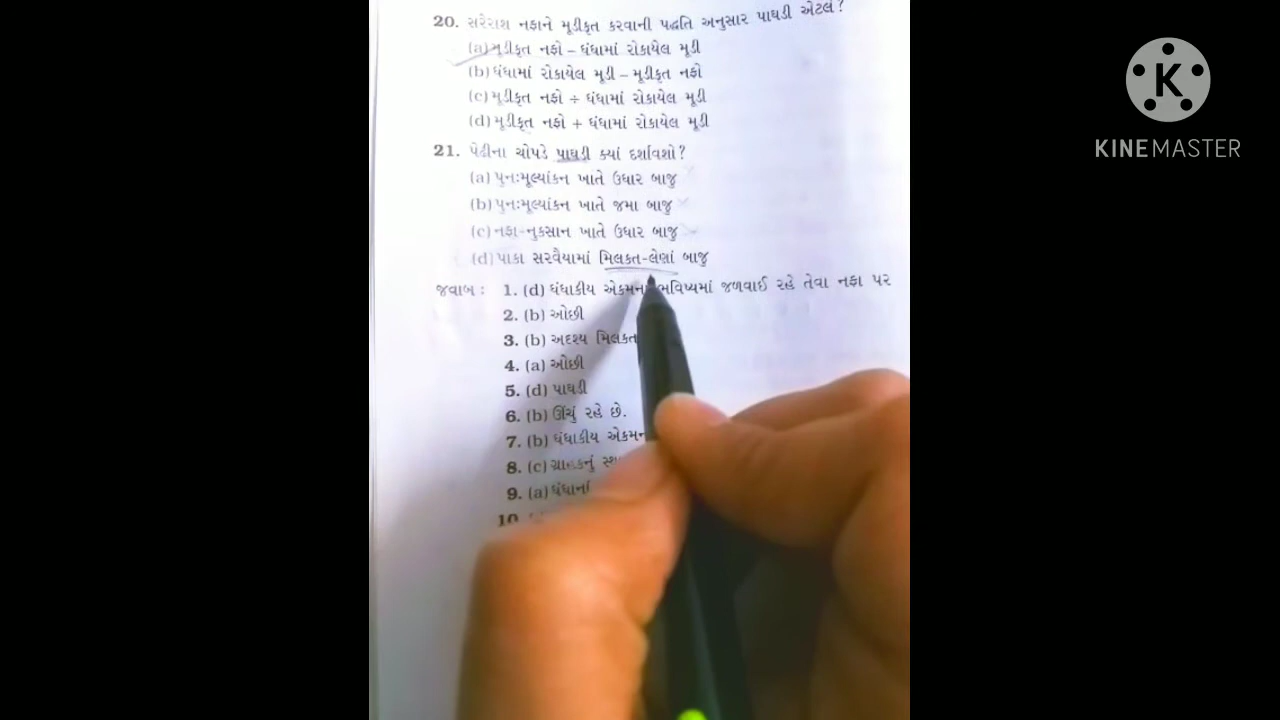 20. સરેરાશ નફાને મૂડીકૃત કરવાની પદ્ધતિ અનુસાર પાઘડી એટલે?
(a) મૂડીકૃત નફો – ધંધામાં રોકાયેલ મૂડી
(b) ધંધામાં રોકાયેલ મૂડી – મૂડીકૃત નફો
(c) મૂડીકૃત નફો ÷ ધંધામાં રોકાયેલ મૂડી
(d) મૂડીકૃત નફો + ધંધામાં રોકાયેલ મૂડી
21. પેઢીના ચોપડે પાઘડી ક્યાં દર્શાવશો?
(a) પુનઃમૂલ્યાંકન ખાતે ઉધાર બાજુ
(b) પુનઃમૂલ્યાંકન ખાતે જમા બાજુ
(c) નફા-નુકસાન ખાતે ઉધાર બાજુ
(d) પાકા સરવૈયામાં મિલકત-લેણાં બાજુ
જવાબ : 1. (d) ધંધાકીય એકમના ભવિષ્યમાં જળવાઈ રહે તેવા નફા પર
2. (b) ઓછી
3. (b) અદશ્ય મિલકત
4. (a) ઓછી
5. (d) પાઘડી
6. (b) ઊંચું રહે છે.
7. (b) ધંધાકીય
8. (c) ગ્રાહકનું
9. (a)
10.
K
KINEMASTER